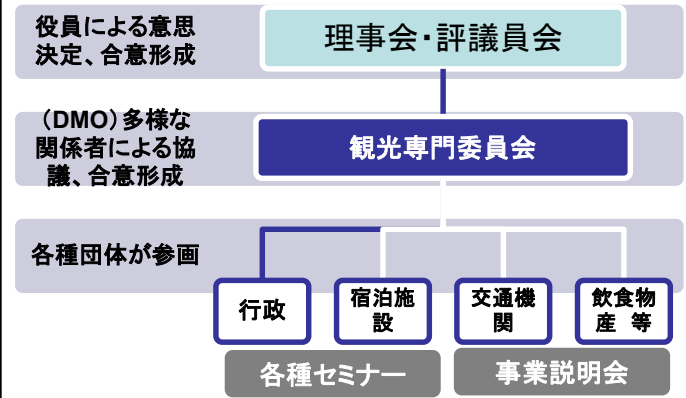 役員による意思
決定、合意形成
理事会・評議員会
（DMO）多様な
関係者による協
議、合意形成
観光専門委員会
各種団体が参画
行政
宿泊施
設
交通機
関
飲食物
産 等
各種セミナー
事業説明会